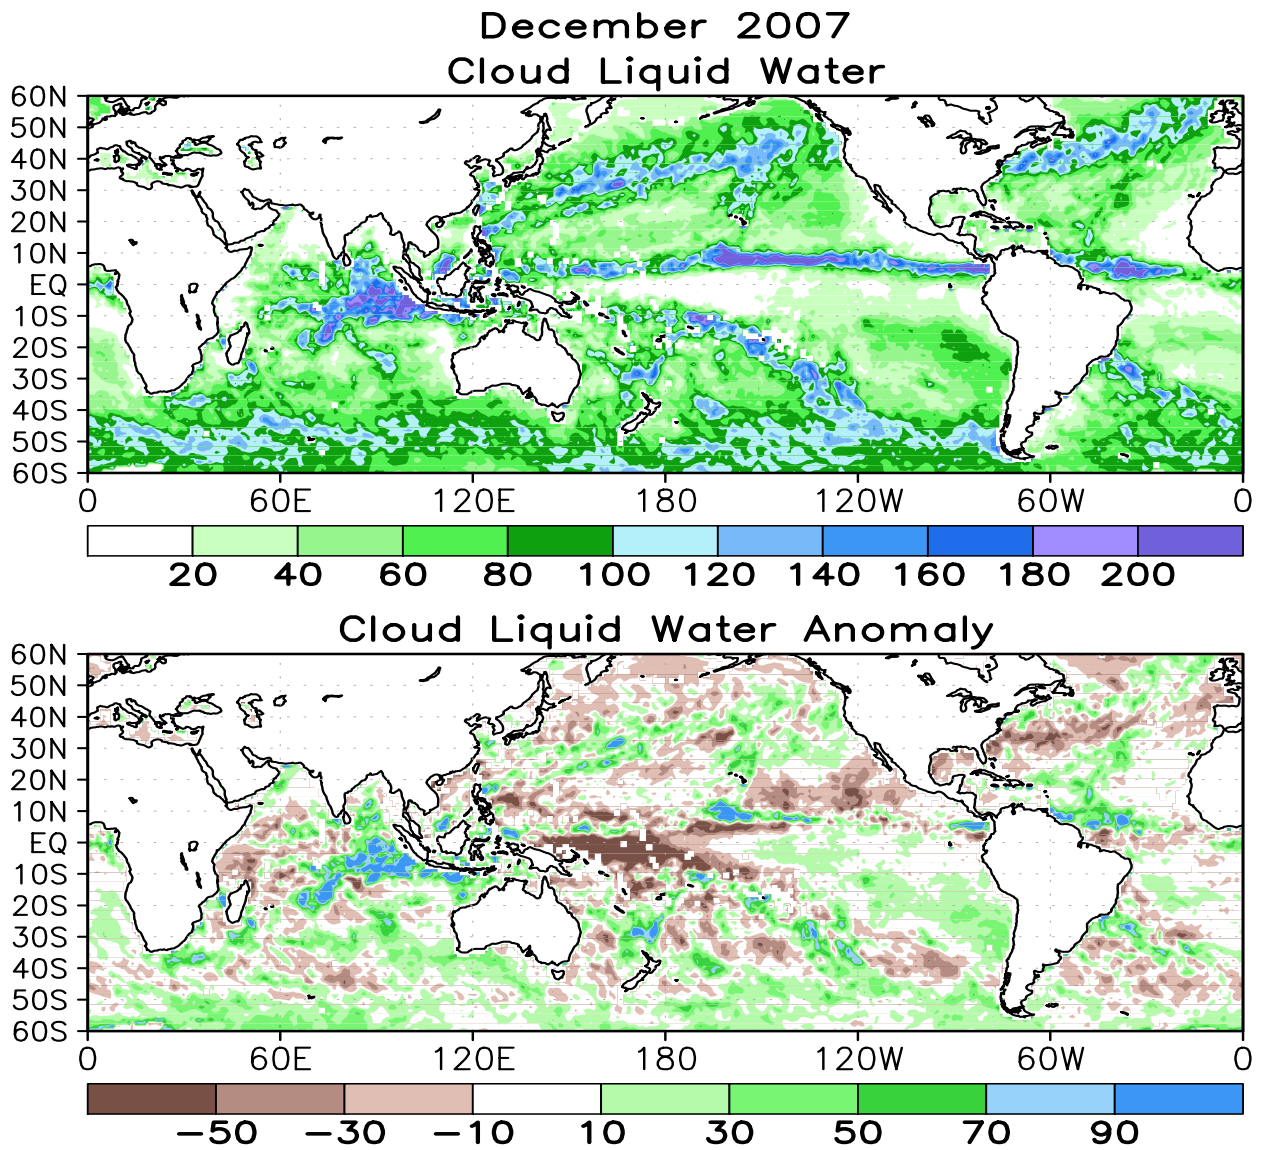 December 2007
Cloud Liquid Water
60N
50N
40N
30N
20N
10N
EQ
10S
20S
30S
40S
50S
60S
0 60E 120E 180 120W 60W 0
20 40 60 80 100 120 140 160 180 200
Cloud Liquid Water Anomaly
60N
50N
40N
30N
20N
10N
EQ
10S
20S
30S
40S
50S
60S
0 60E 120E 180 120W 60W 0
−50 −30 −10 10 30 50 70 90